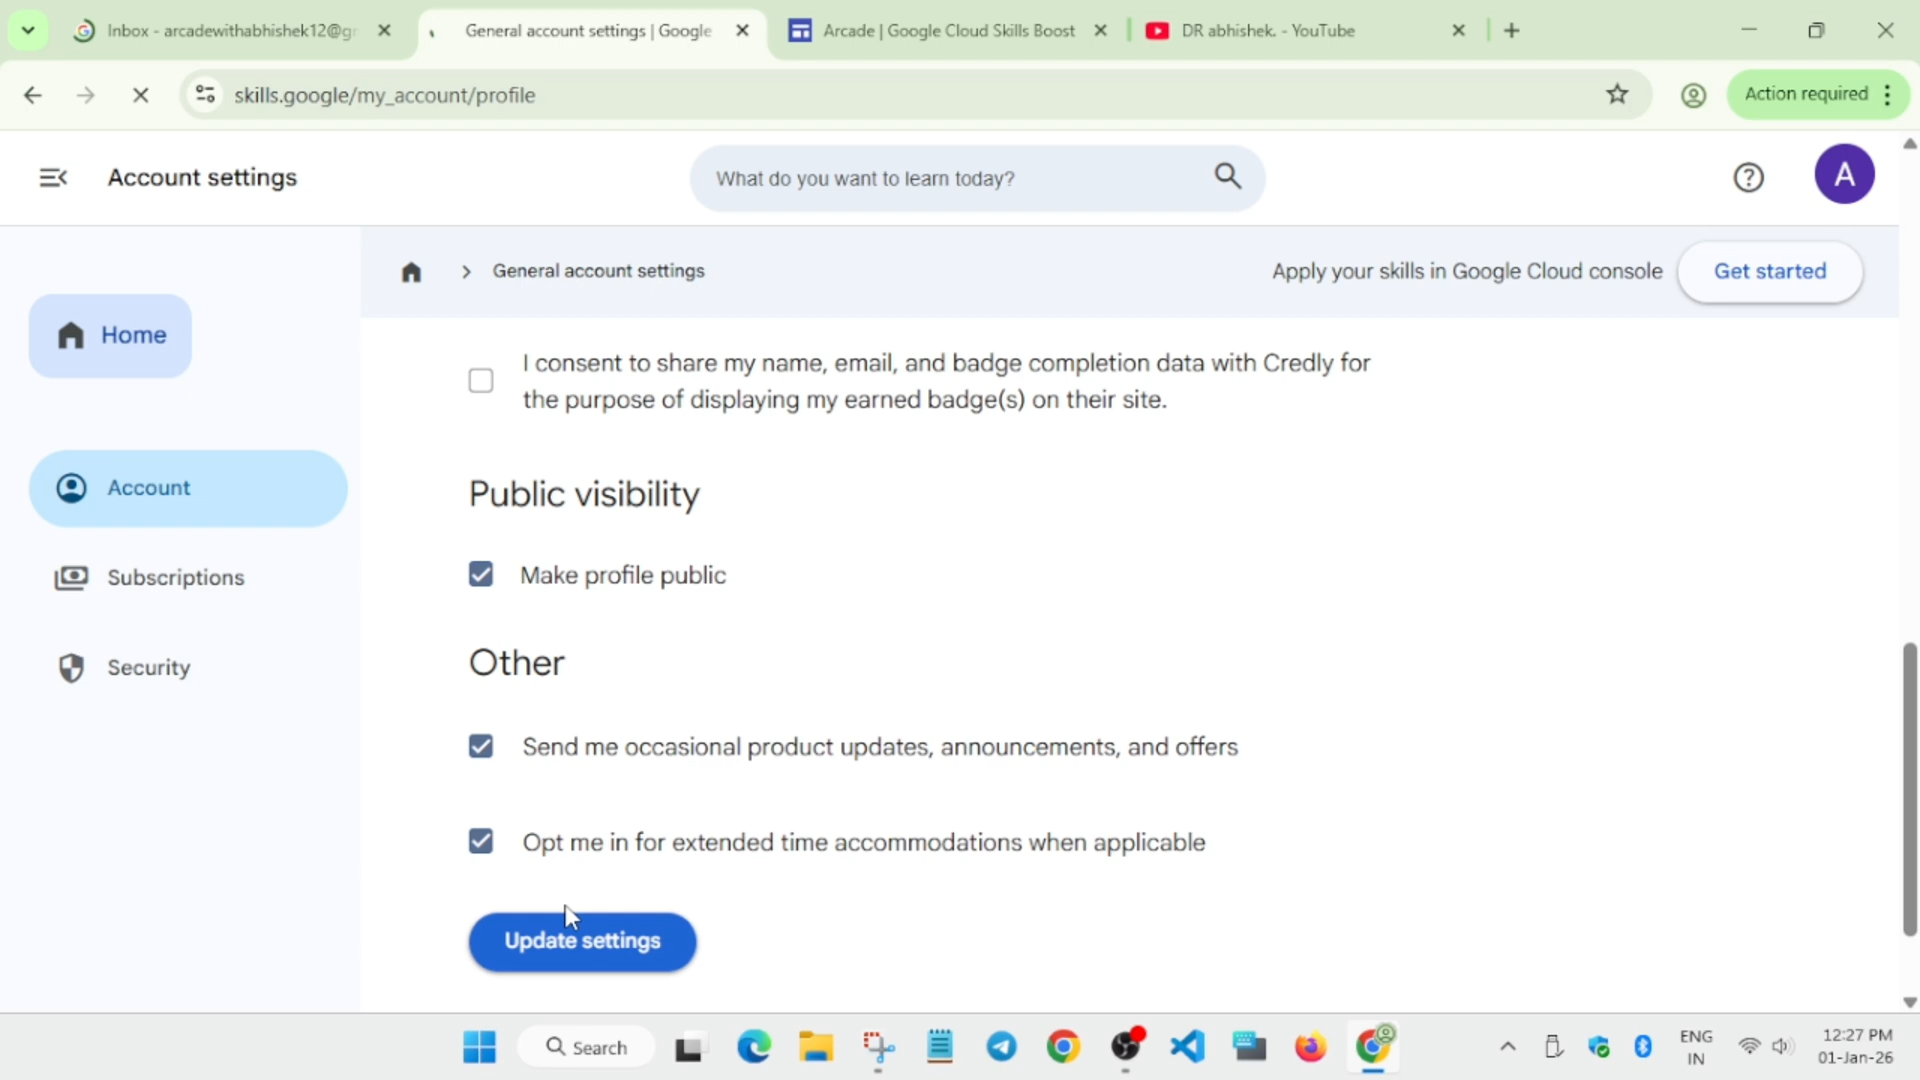 Inbox - arcadewithabhishek12@g
General account settings | Google
Arcade | Google Cloud Skills Boost
DR abhishek. - YouTube
skills.google/my_account/profile
Action required
Account settings
What do you want to learn today?
A
General account settings
Apply your skills in Google Cloud console
Get started
Home
Account
Subscriptions
Security
I consent to share my name, email, and badge completion data with Credly for
the purpose of displaying my earned badge(s) on their site.
Public visibility
Make profile public
Other
Send me occasional product updates, announcements, and offers
Opt me in for extended time accommodations when applicable
Update settings
Search
ENG
IN
12:27 PM
01-Jan-26